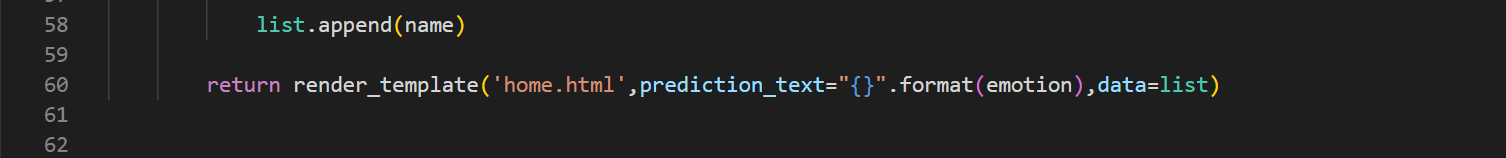 58 list.append(name)
59
60 return render_template('home.html',prediction_text="{}".format(emotion),data=list)
61
62